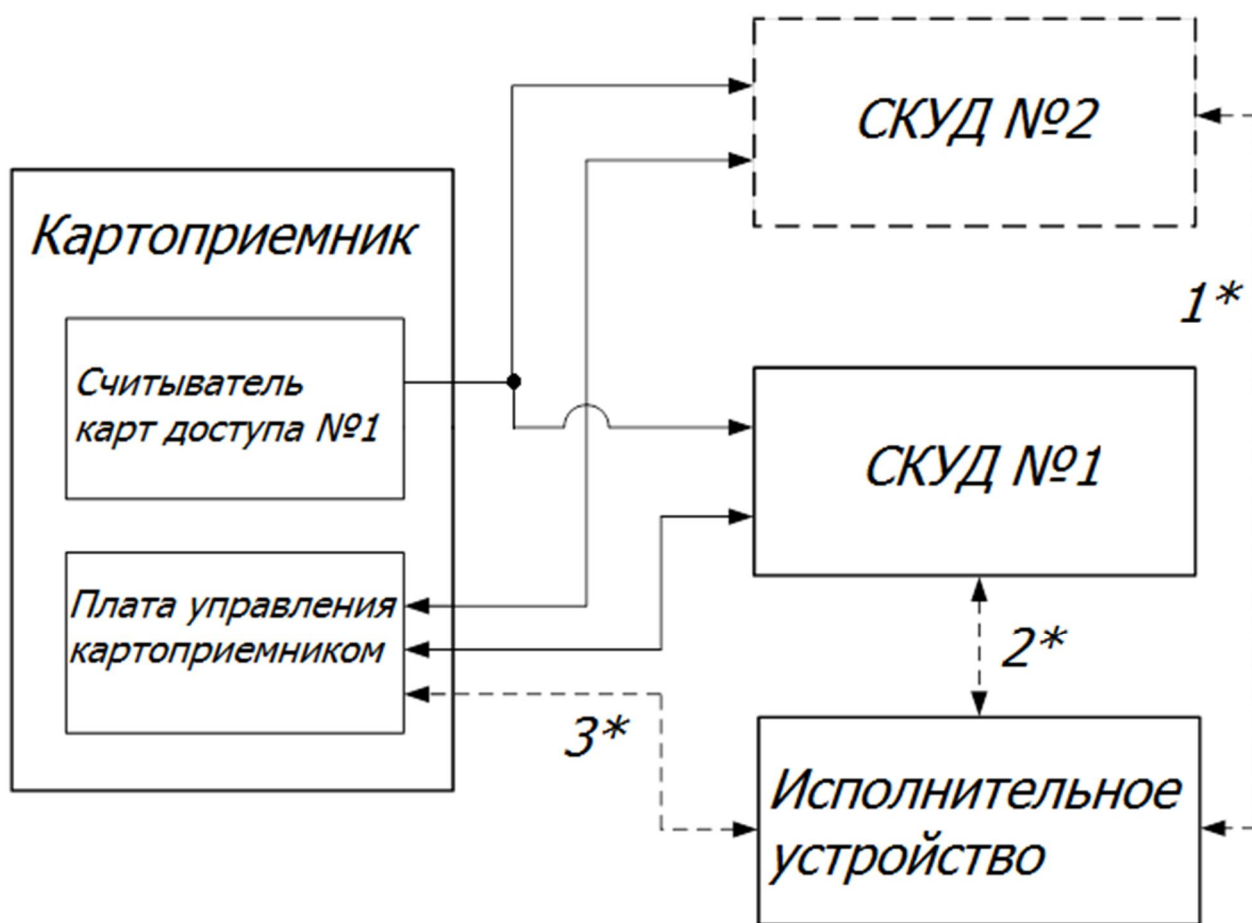 СКУД №2
Картоприемник
1*
Считыватель
карт доступа №1
СКУД №1
Плата управления
картоприемником
2*
3*
Исполнительное
устройство